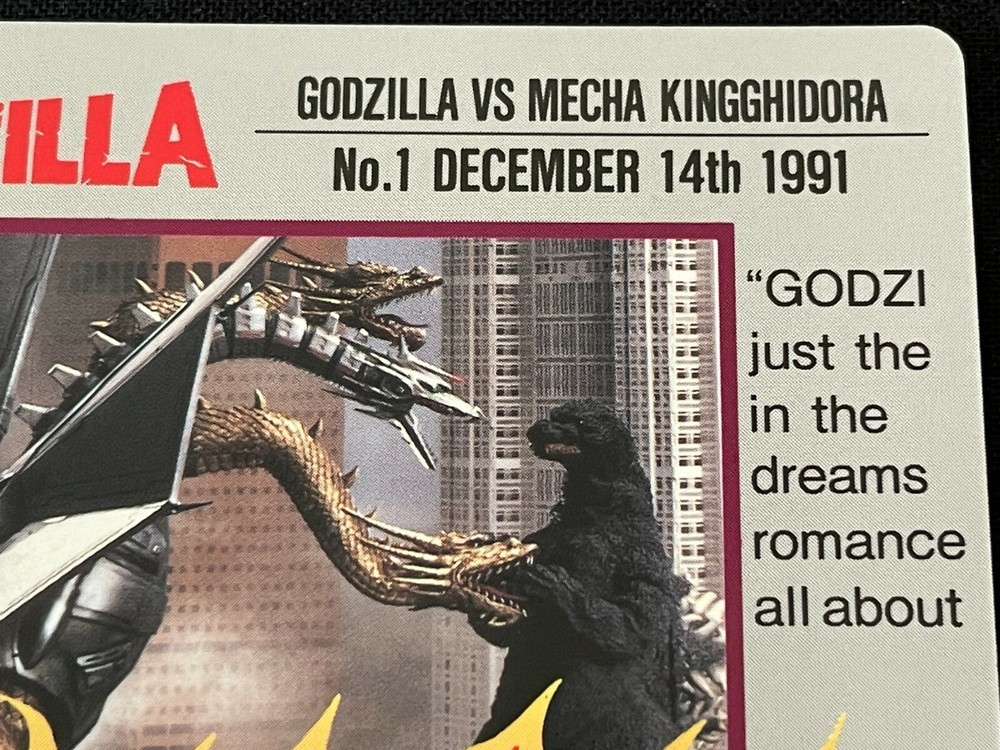 ILLA
GODZILLA VS MECHA KINGGHIDORA
No.1 DECEMBER 14th 1991
“GODZI
just the
in the
dreams
romance
all about